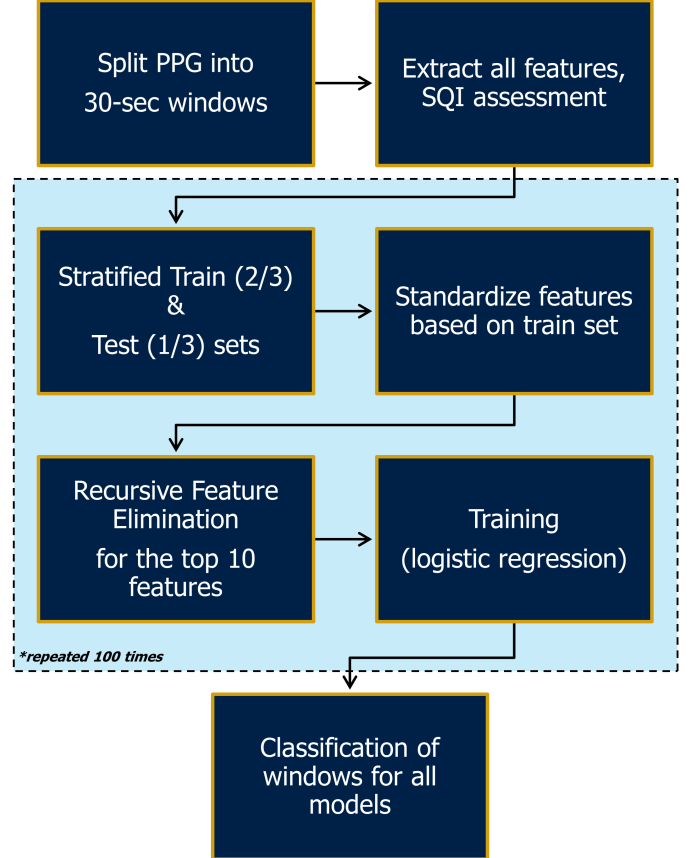 Split PPG into
30-sec windows
Extract all features,
SQI assessment
Stratified Train (2/3)
&
Test (1/3) sets
Standardize features
based on train set
Recursive Feature
Elimination
for the top 10
features
Training
(logistic regression)
*repeated 100 times
Classification of
windows for all
models